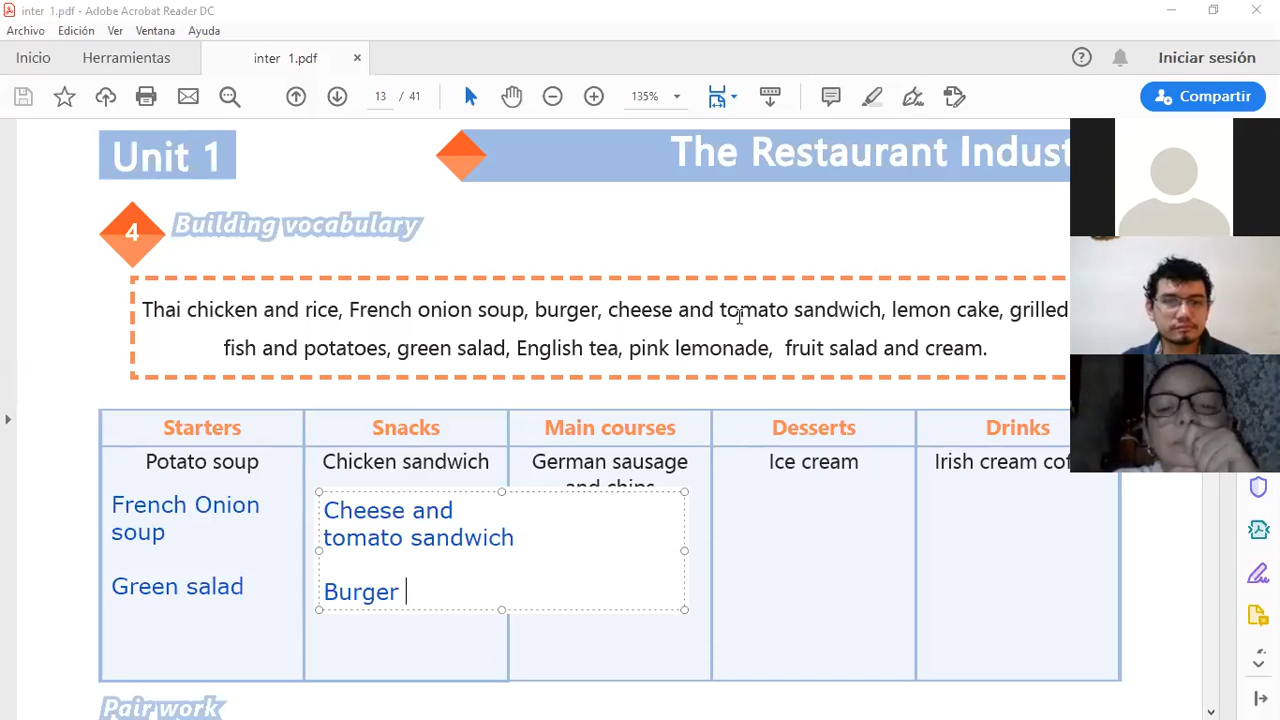 inter 1.pdf - Adobe Acrobat Reader DC
Archivo Edición Ver Ventana Ayuda
Inicio Herramientas inter 1.pdf × Iniciar sesión
13 / 41 135% Compartir
Unit 1 The Restaurant Indust
4 Building vocabulary
Thai chicken and rice, French onion soup, burger, cheese and tomato sandwich, lemon cake, grilled
fish and potatoes, green salad, English tea, pink lemonade, fruit salad and cream.
Starters Snacks Main courses Desserts Drinks
Potato soup Chicken sandwich German sausage Ice cream Irish cream cof
and chips
French Onion
soup
Green salad
Cheese and
tomato sandwich
Burger
Pair work